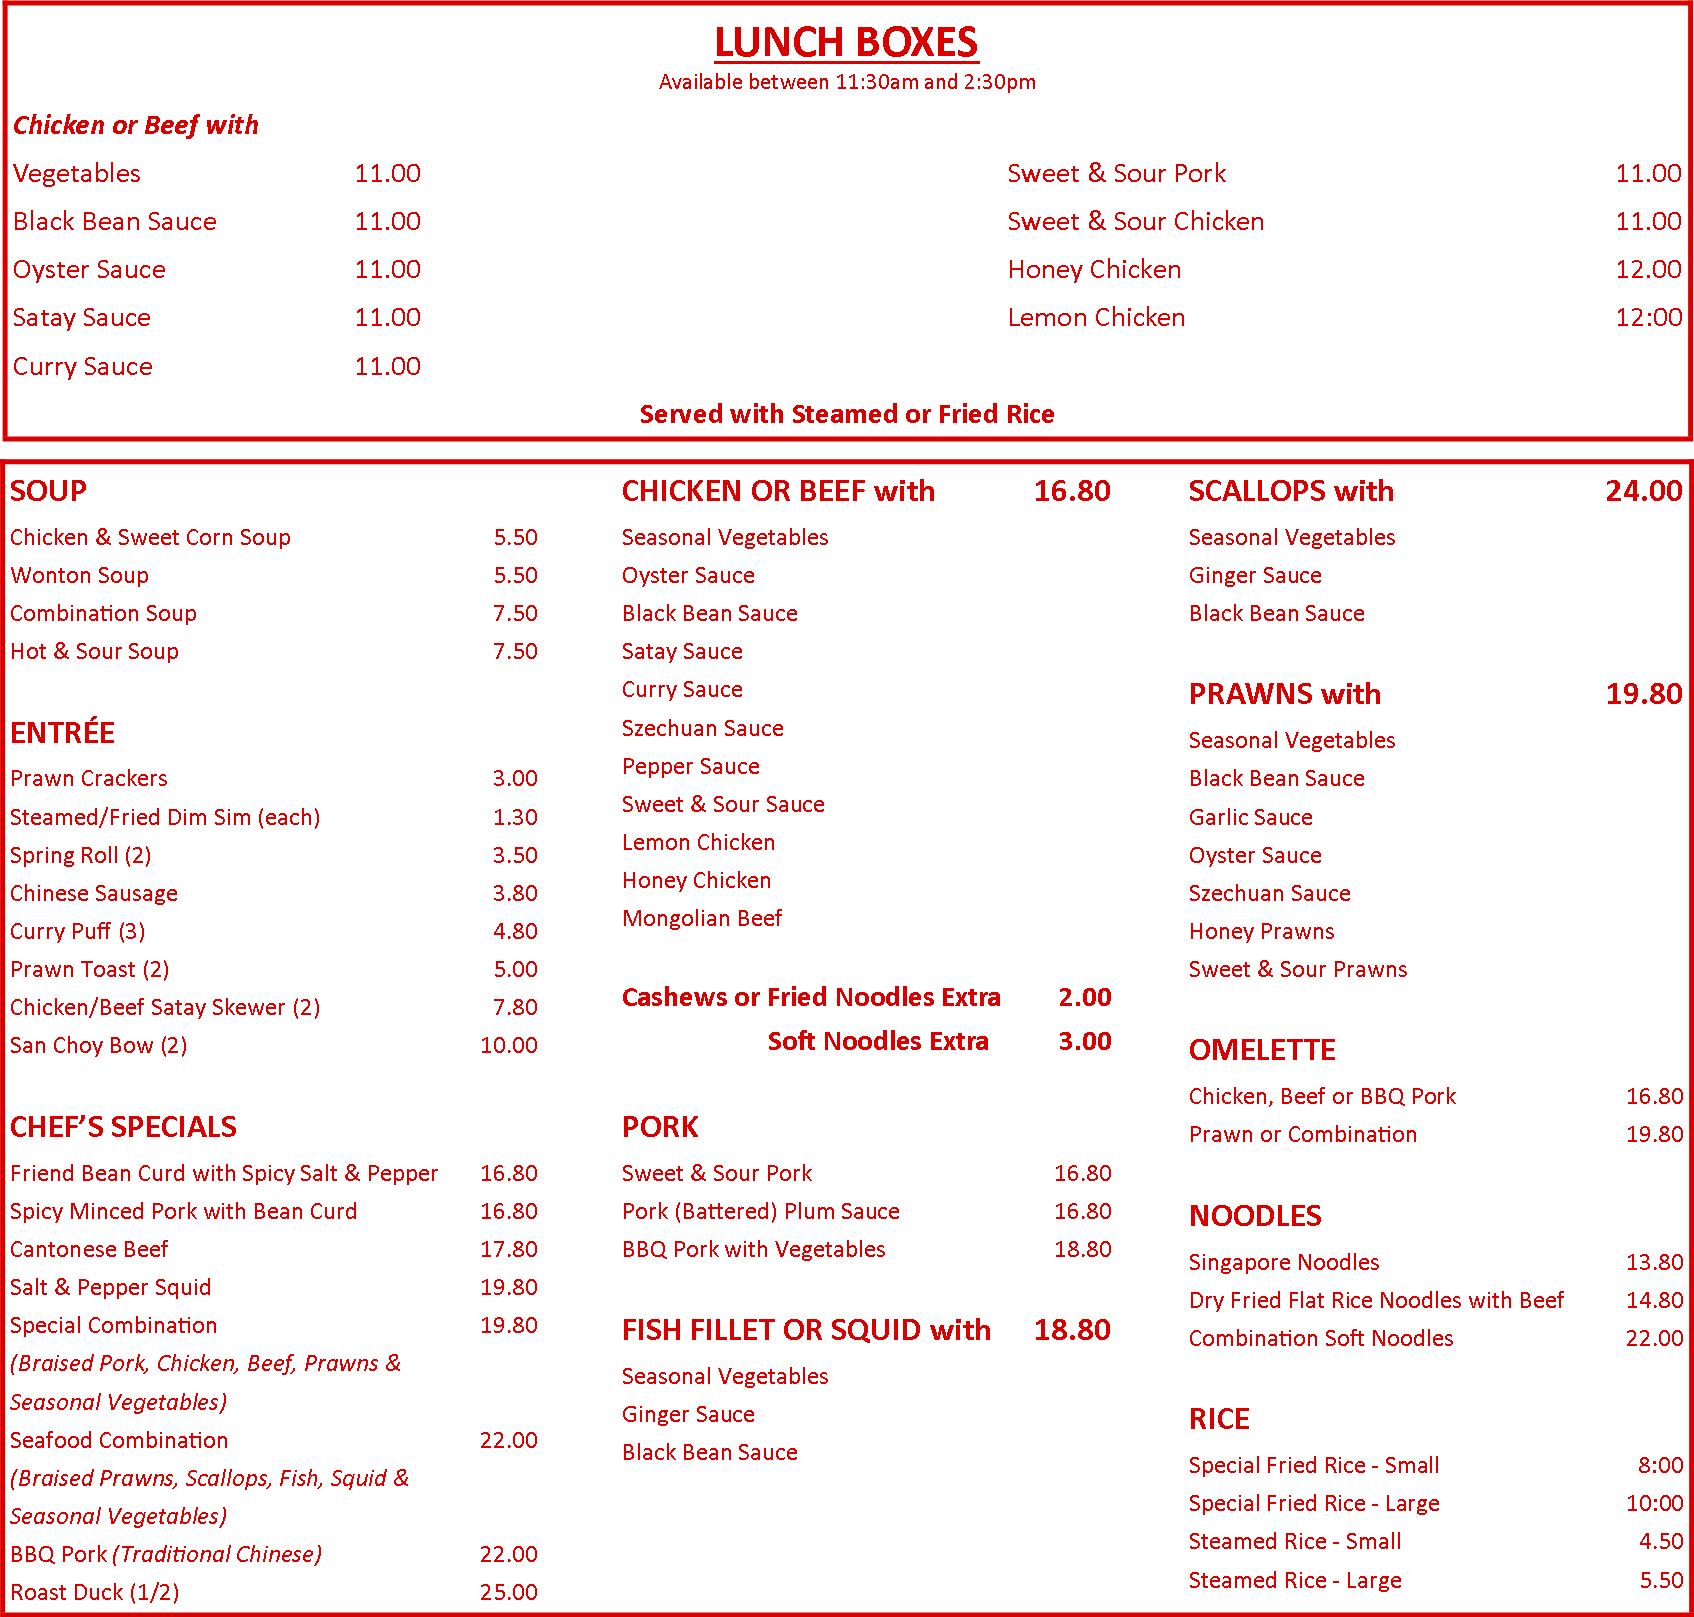 LUNCH BOXES
Available between 11:30am and 2:30pm
Chicken or Beef with
Vegetables 11.00
Black Bean Sauce 11.00
Oyster Sauce 11.00
Satay Sauce 11.00
Curry Sauce 11.00
Sweet & Sour Pork 11.00
Sweet & Sour Chicken 11.00
Honey Chicken 12.00
Lemon Chicken 12:00
Served with Steamed or Fried Rice
SOUP
Chicken & Sweet Corn Soup 5.50
Wonton Soup 5.50
Combination Soup 7.50
Hot & Sour Soup 7.50
ENTRÉE
Prawn Crackers 3.00
Steamed/Fried Dim Sim (each) 1.30
Spring Roll (2) 3.50
Chinese Sausage 3.80
Curry Puff (3) 4.80
Prawn Toast (2) 5.00
Chicken/Beef Satay Skewer (2) 7.80
San Choy Bow (2) 10.00
CHEF’S SPECIALS
Friend Bean Curd with Spicy Salt & Pepper 16.80
Spicy Minced Pork with Bean Curd 16.80
Cantonese Beef 17.80
Salt & Pepper Squid 19.80
Special Combination 19.80
(Braised Pork, Chicken, Beef, Prawns &
Seasonal Vegetables)
Seafood Combination 22.00
(Braised Prawns, Scallops, Fish, Squid &
Seasonal Vegetables)
BBQ Pork (Traditional Chinese) 22.00
Roast Duck (1/2) 25.00
CHICKEN OR BEEF with 16.80
Seasonal Vegetables
Oyster Sauce
Black Bean Sauce
Satay Sauce
Curry Sauce
Szechuan Sauce
Pepper Sauce
Sweet & Sour Sauce
Lemon Chicken
Honey Chicken
Mongolian Beef
Cashews or Fried Noodles Extra 2.00
Soft Noodles Extra 3.00
PORK
Sweet & Sour Pork 16.80
Pork (Battered) Plum Sauce 16.80
BBQ Pork with Vegetables 18.80
FISH FILLET OR SQUID with 18.80
Seasonal Vegetables
Ginger Sauce
Black Bean Sauce
SCALLOPS with 24.00
Seasonal Vegetables
Ginger Sauce
Black Bean Sauce
PRAWNS with 19.80
Seasonal Vegetables
Black Bean Sauce
Garlic Sauce
Oyster Sauce
Szechuan Sauce
Honey Prawns
Sweet & Sour Prawns
OMELETTE
Chicken, Beef or BBQ Pork 16.80
Prawn or Combination 19.80
NOODLES
Singapore Noodles 13.80
Dry Fried Flat Rice Noodles with Beef 14.80
Combination Soft Noodles 22.00
RICE
Special Fried Rice - Small 8:00
Special Fried Rice - Large 10:00
Steamed Rice - Small 4.50
Steamed Rice - Large 5.50